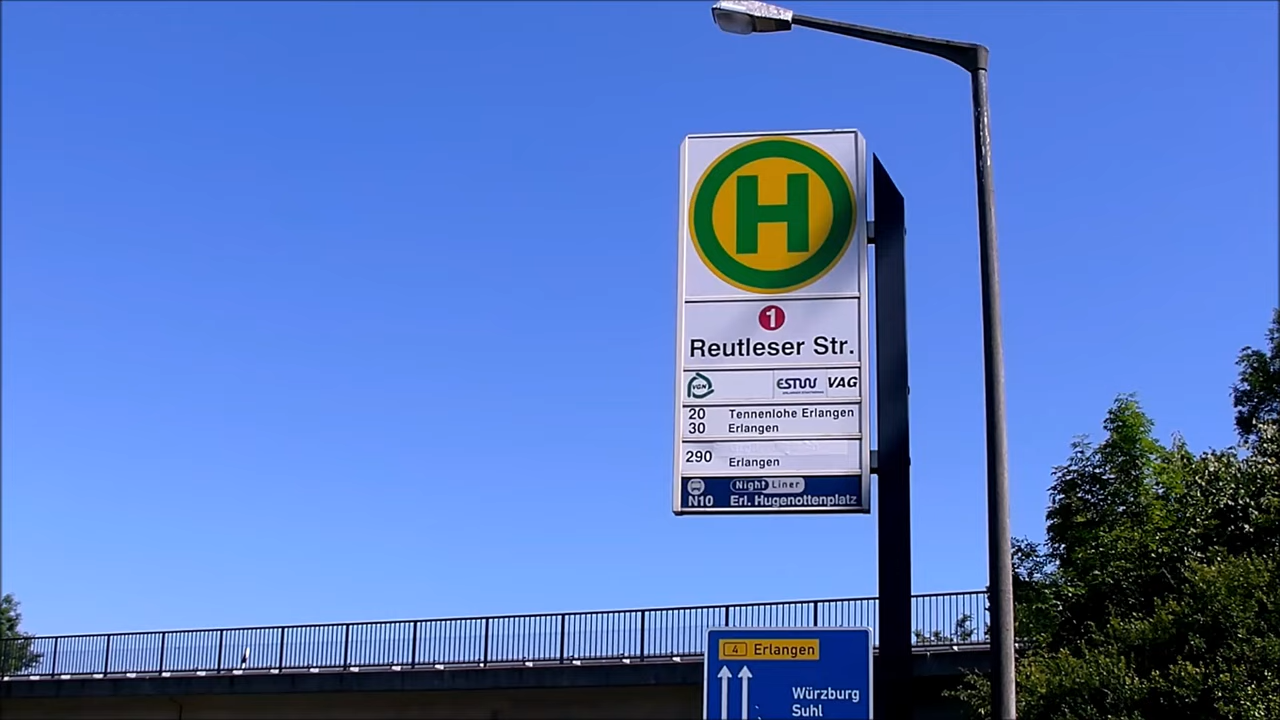 H
1
Reutleser Str.
VGN ESTW VAG
20 Tennenlohe Erlangen
30 Erlangen
290 Erlangen
Night Liner
N10 Erl. Hugenottenplatz
4 Erlangen
Würzburg
Suhl